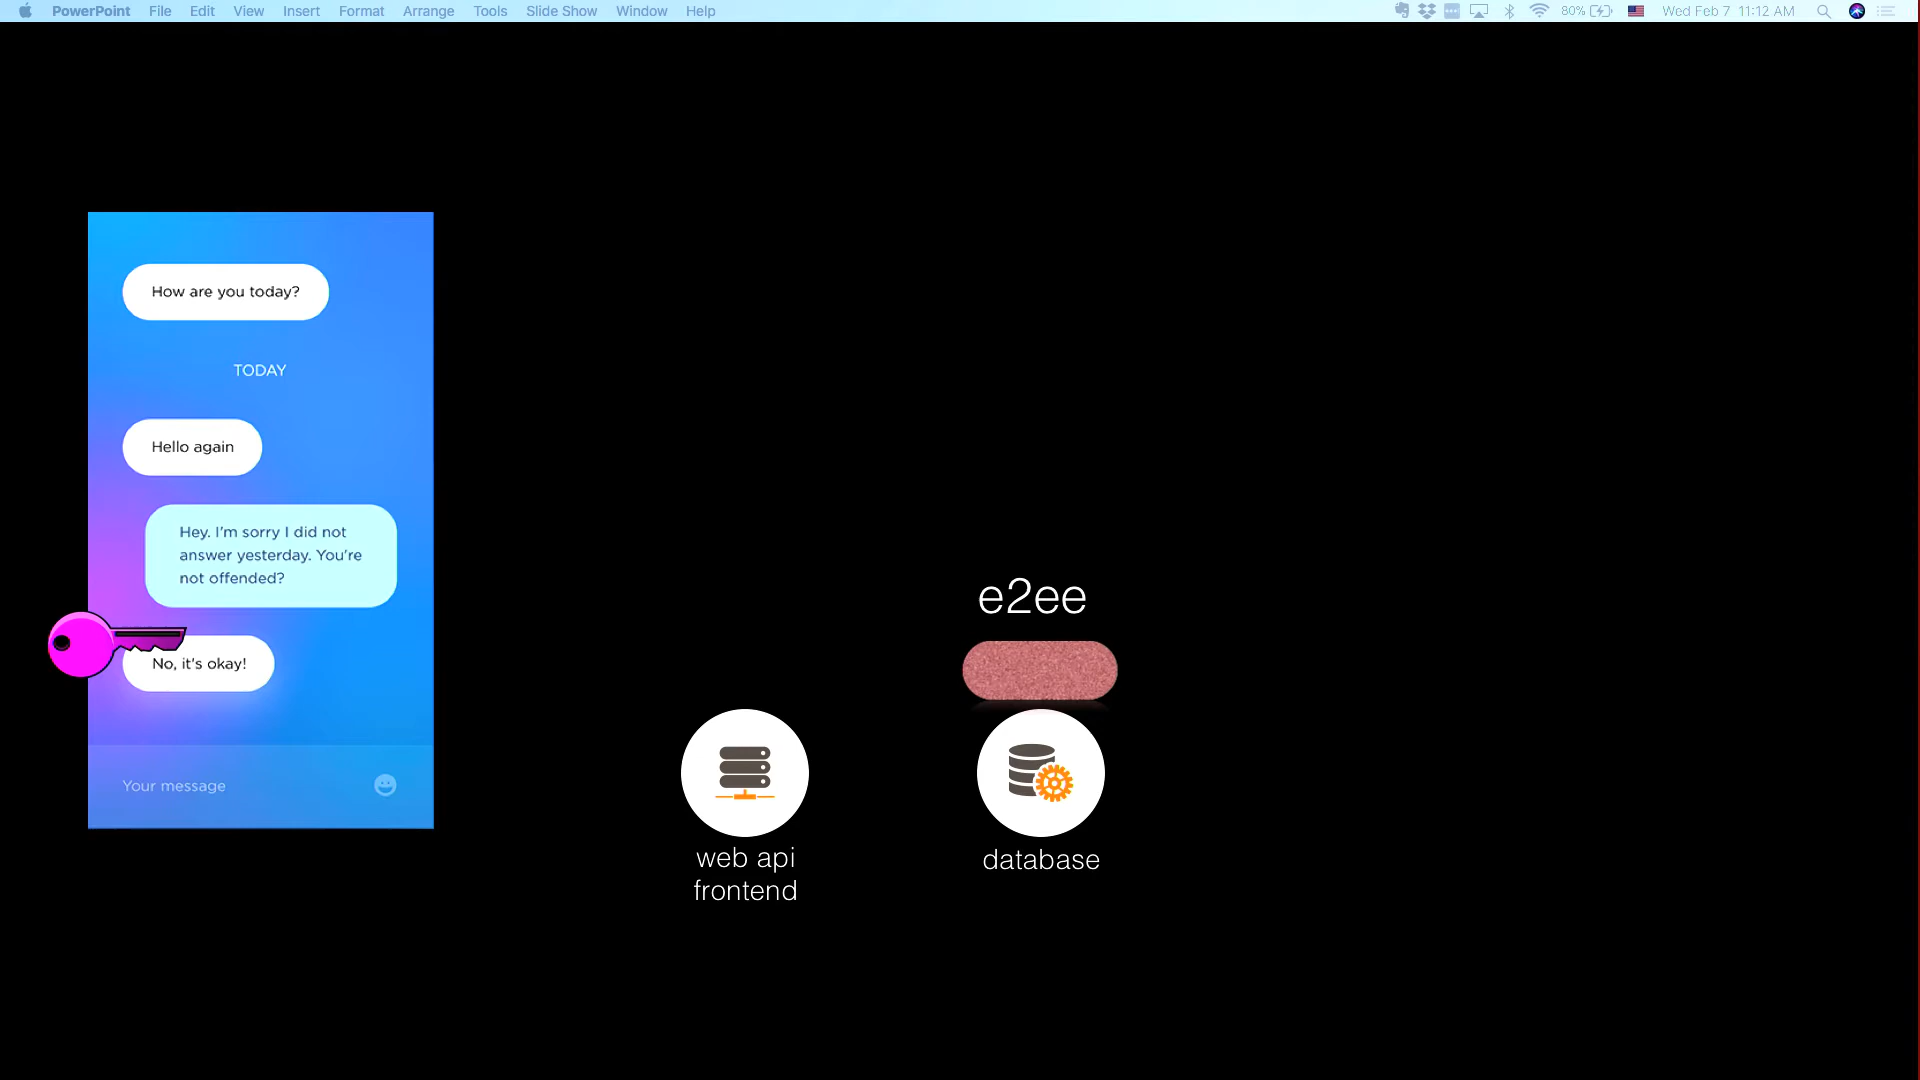 PowerPoint File Edit View Insert Format Arrange Tools Slide Show Window Help 80% Wed Feb 7 11:12 AM
How are you today?
TODAY
Hello again
Hey. I'm sorry I did not
answer yesterday. You're
not offended?
No, it's okay!
Your message
e2ee
web api
frontend
database